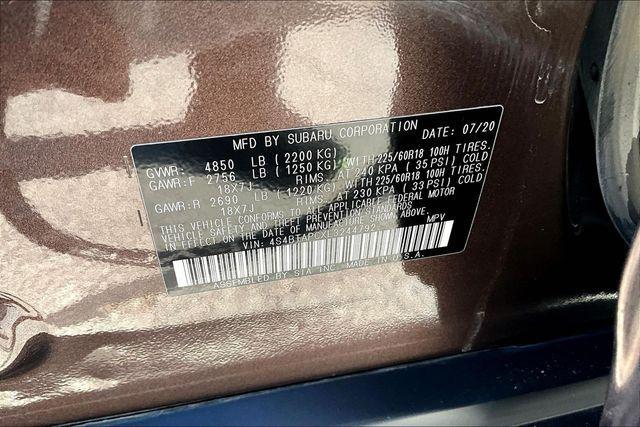 MFD BY SUBARU CORPORATION DATE: 07/20
GVWR: 4850 LB (2200 KG)
GAWR:F 2756 LB (1250 KG) WITH 225/60R18 100H TIRES.
18X7J RIMS. AT 240 KPA (35 PSI) COLD
GAWR:R 2690 LB (1220 KG) WITH 225/60R18 100H TIRES.
18X7J RIMS. AT 230 KPA (33 PSI) COLD
THIS VEHICLE CONFORMS TO ALL APPLICABLE FEDERAL MOTOR
VEHICLE SAFETY AND THEFT PREVENTION STANDARDS
IN EFFECT ON THE DATE OF MANUFACTURE SHOWN ABOVE.
VIN: 4S4BTAPCXL3244792 MPV
ASSEMBLED BY SIA INC. MADE IN U.S.A.